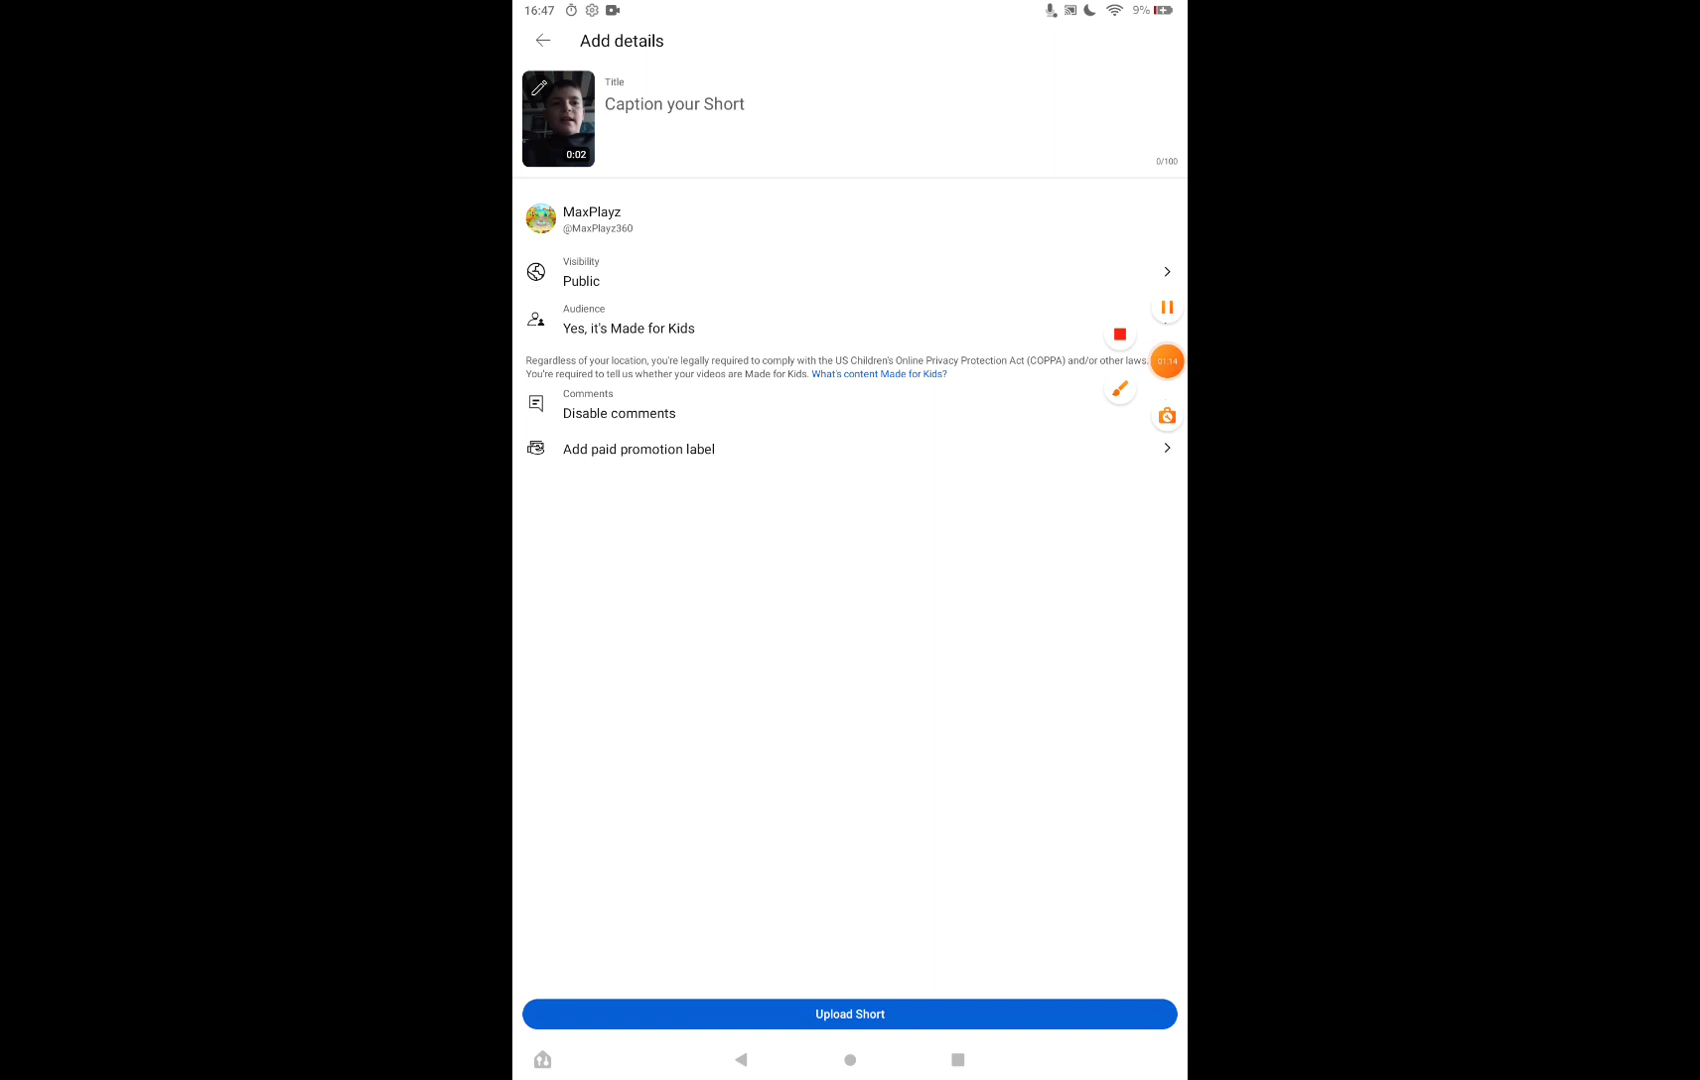 16:47
9%
Add details
Title
Caption your Short
0:02
0/100
MaxPlayz
@MaxPlayz360
Visibility
Public
Audience
Yes, it's Made for Kids
Regardless of your location, you're legally required to comply with the US Children's Online Privacy Protection Act (COPPA) and/or other laws.
You're required to tell us whether your videos are Made for Kids. What's content Made for Kids?
01:14
Comments
Disable comments
Add paid promotion label
Upload Short